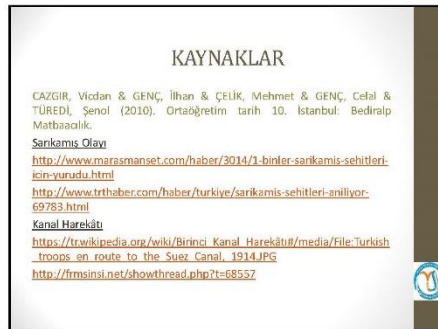 KAYNAKLAR
CAZGIR, Vicdan & GENÇ, İlhan & ÇELİK, Mehmet & GENÇ, Celal &
TÜREDİ, Şenol (2010). Ortaöğretim tarih 10. İstanbul: Bediralp
Matbaacılık.
Sarıkamış Olayı
http://www.marasmanset.com/haber/3014/1-binler-sarikamis-sehitleri-
icin-yurudu.html
http://www.trthaber.com/haber/turkiye/sarikamis-sehitleri-aniliyor-
69783.html
Kanal Harekâtı
https://tr.wikipedia.org/wiki/Birinci_Kanal_Harekâtı#/media/File:Turkish
_troops_en_route_to_the_Suez_Canal,_1914.JPG
http://frmsinsi.net/showthread.php?t=68557